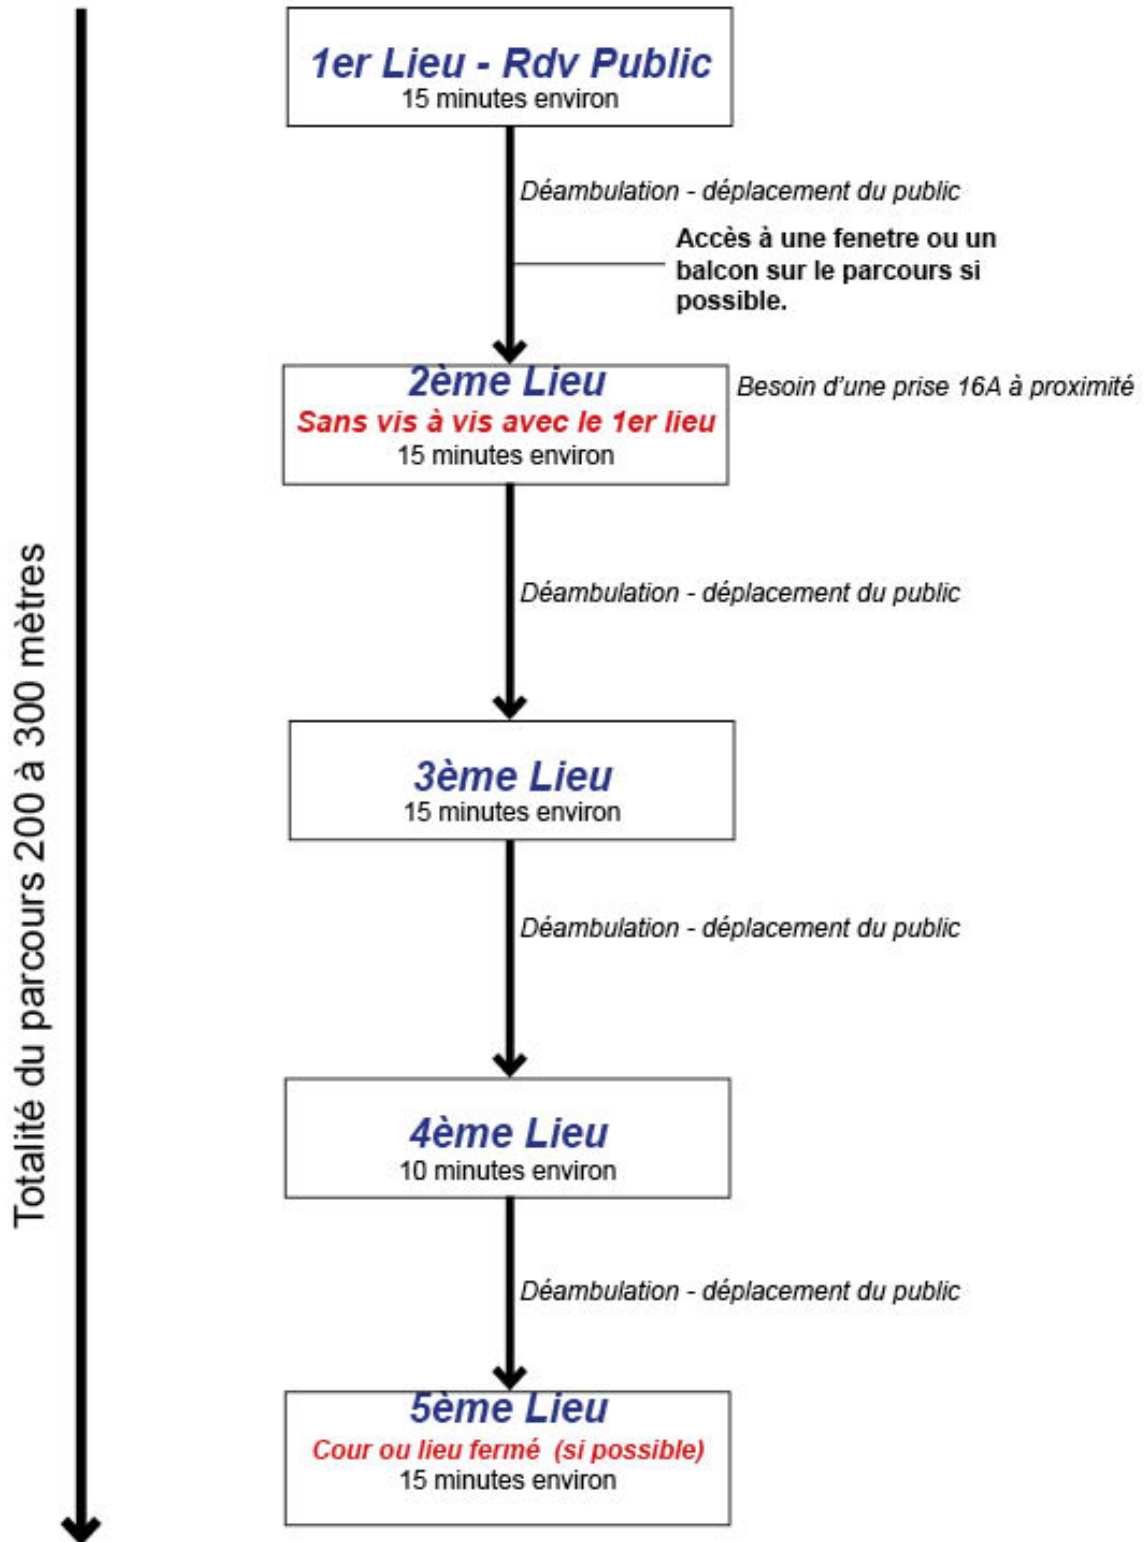 1er Lieu - Rdv Public
15 minutes environ
Déambulation - déplacement du public
Accès à une fenetre ou un
balcon sur le parcours si
possible.
2ème Lieu
Sans vis à vis avec le 1er lieu
15 minutes environ
Besoin d'une prise 16A à proximité
Déambulation - déplacement du public
Totalité du parcours 200 à 300 mètres
3ème Lieu
15 minutes environ
Déambulation - déplacement du public
4ème Lieu
10 minutes environ
Déambulation - déplacement du public
5ème Lieu
Cour ou lieu fermé (si possible)
15 minutes environ